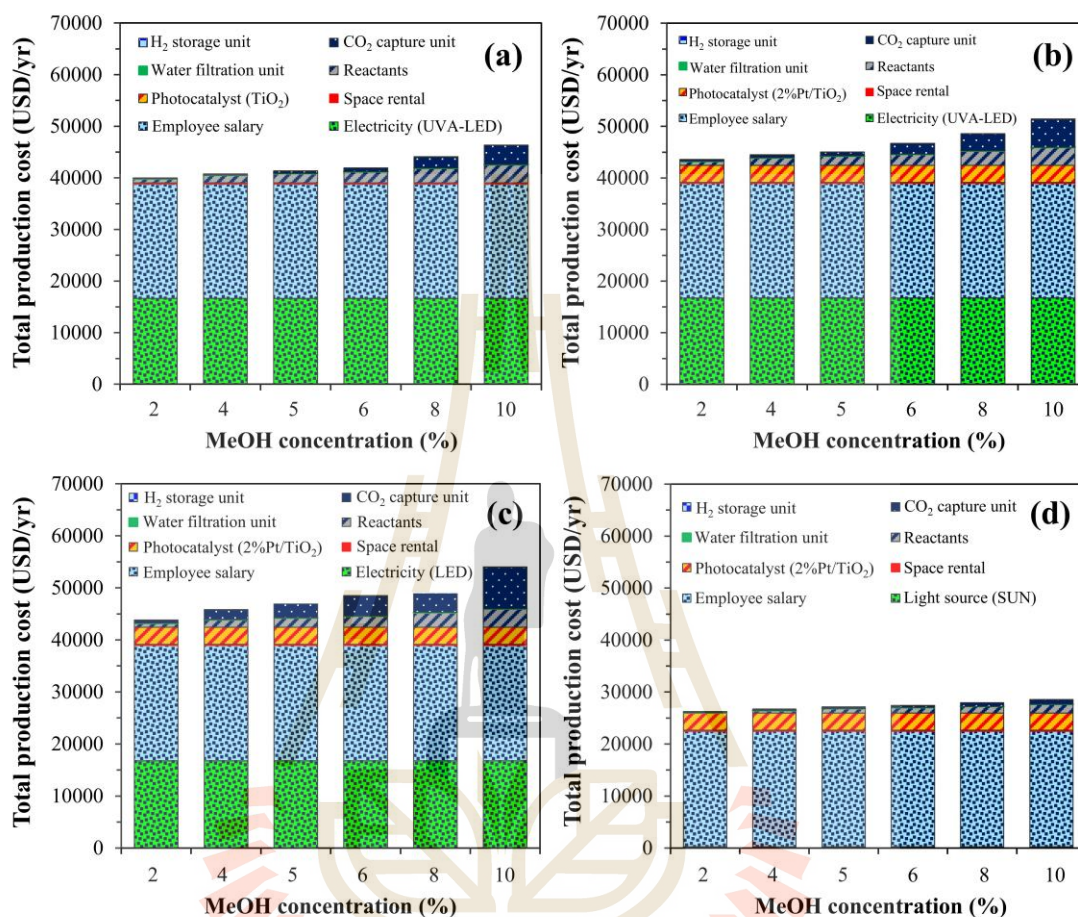 Total production cost (USD/yr)
70000
60000
50000
40000
30000
20000
10000
0
H₂ storage unit
CO₂ capture unit
(a)
Water filtration unit
Reactants
Photocatalyst (TiO₂)
Space rental
Employee salary
Electricity (UVA-LED)
2 4 5 6 8 10
MeOH concentration (%)
Total production cost (USD/yr)
70000
60000
50000
40000
30000
20000
10000
0
H₂ storage unit
CO₂ capture unit
(b)
Water filtration unit
Reactants
Photocatalyst (2%Pt/TiO₂)
Space rental
Employee salary
Electricity (UVA-LED)
2 4 5 6 8 10
MeOH concentration (%)
Total production cost (USD/yr)
70000
60000
50000
40000
30000
20000
10000
0
H₂ storage unit
CO₂ capture unit
(c)
Water filtration unit
Reactants
Photocatalyst (2%Pt/TiO₂)
Space rental
Employee salary
Electricity (LED)
2 4 5 6 8 10
MeOH concentration (%)
Total production cost (USD/yr)
70000
60000
50000
40000
30000
20000
10000
0
H₂ storage unit
CO₂ capture unit
(d)
Water filtration unit
Reactants
Photocatalyst (2%Pt/TiO₂)
Space rental
Employee salary
Light source (SUN)
2 4 5 6 8 10
MeOH concentration (%)